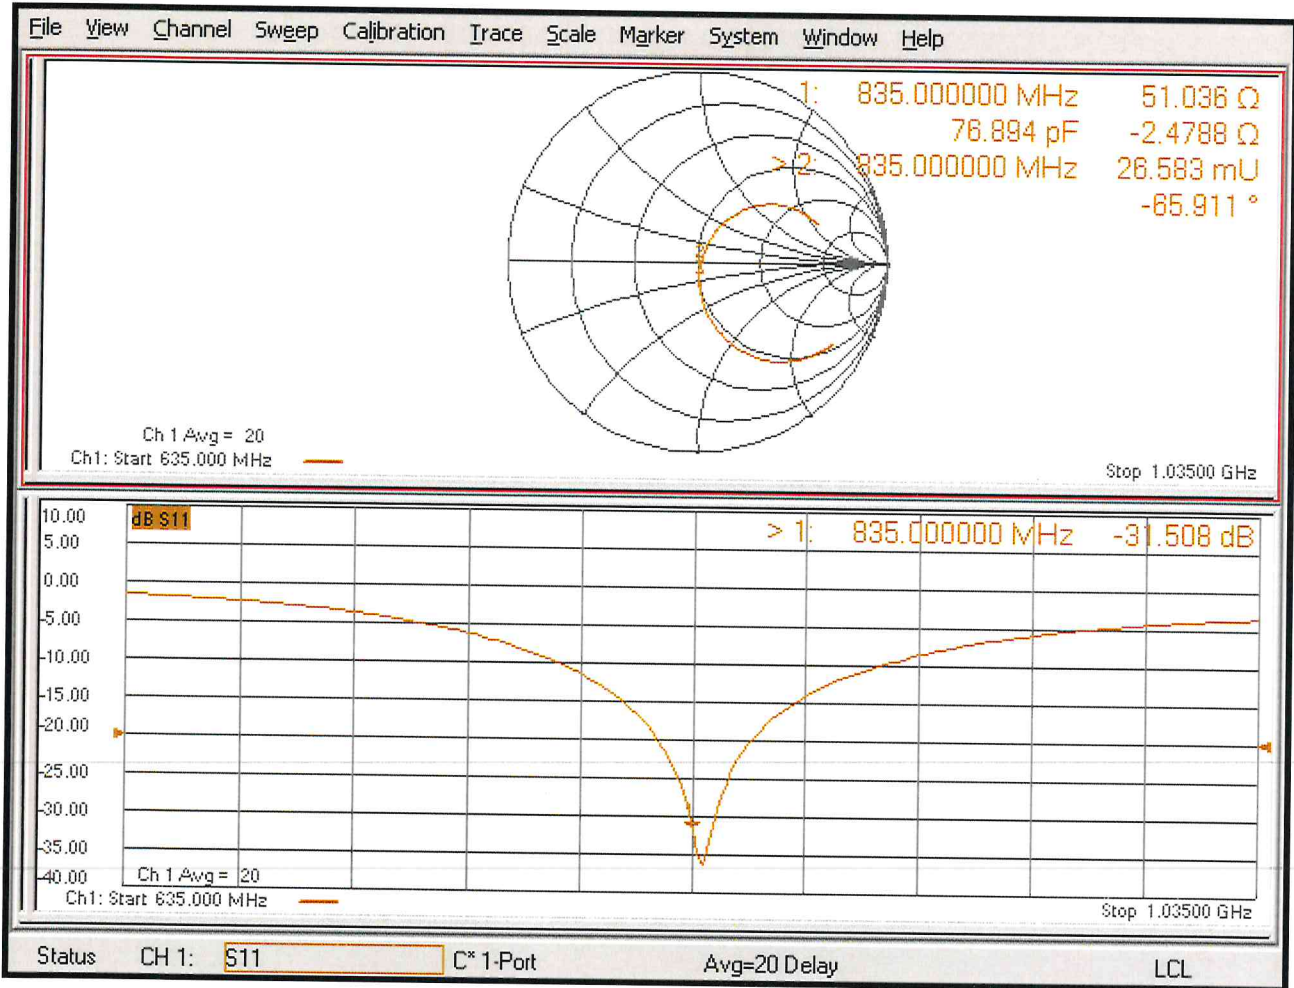 File View Channel Sweep Calibration Trace Scale Marker System Window Help
1: 835.000000 MHz 51.036 Ω
76.894 pF -2.4788 Ω
> 2: 835.000000 MHz 26.583 mU
-65.911 °
Ch 1 Avg = 20
Ch1: Start 635.000 MHz
Stop 1.03500 GHz
10.00
dB S11
> 1: 835.000000 MHz -31.508 dB
5.00
0.00
-5.00
-10.00
-15.00
-20.00
-25.00
-30.00
-35.00
-40.00
Ch 1 Avg = 20
Ch1: Start 635.000 MHz
Stop 1.03500 GHz
Status CH 1: S11 C* 1-Port Avg=20 Delay LCL